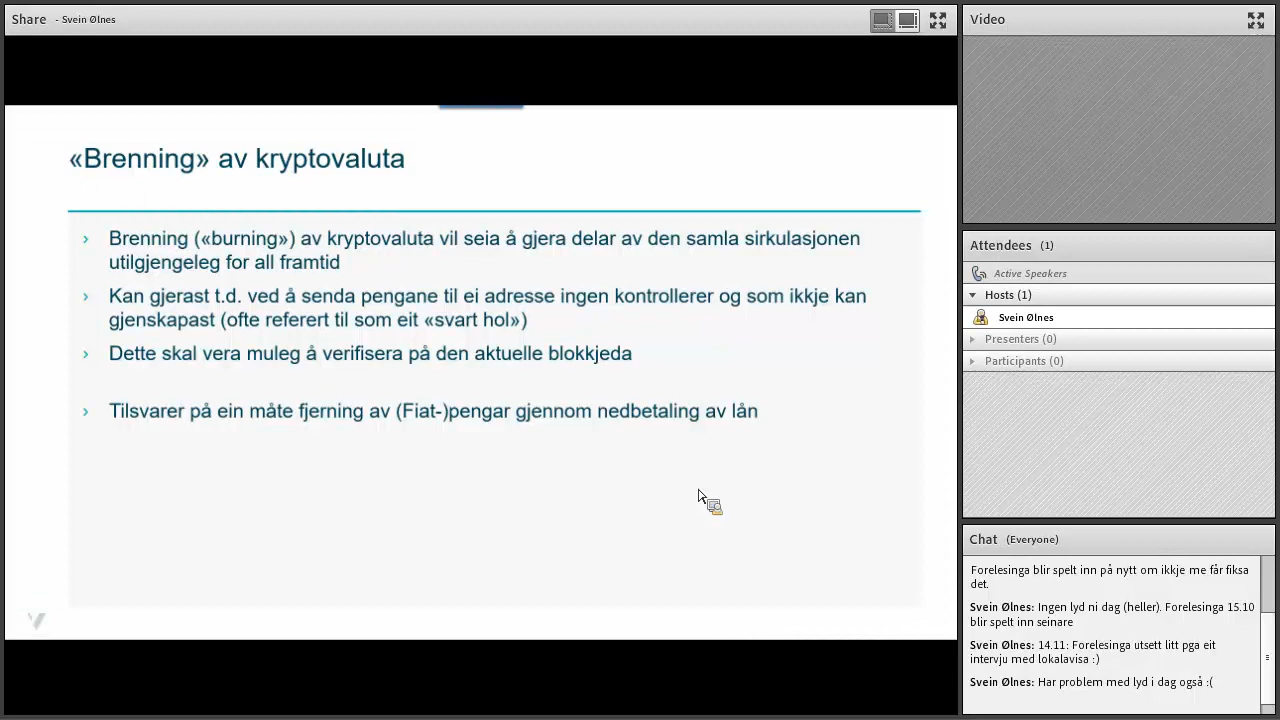 Share - Svein Ølnes
«Brenning» av kryptovaluta
› Brenning («burning») av kryptovaluta vil seia å gjera delar av den samla sirkulasjonen
utilgjengeleg for all framtid
› Kan gjerast t.d. ved å senda pengane til ei adresse ingen kontrollerer og som ikkje kan
gjenskapast (ofte referert til som eit «svart hol»)
› Dette skal vera muleg å verifisera på den aktuelle blokkjeda
› Tilsvarer på ein måte fjerning av (Fiat-)pengar gjennom nedbetaling av lån
Video
Attendees (1)
Active Speakers
Hosts (1)
Svein Ølnes
Presenters (0)
Participants (0)
Chat (Everyone)
Forelesinga blir spelt inn på nytt om ikkje me får fiksa
det.
Svein Ølnes: Ingen lyd ni dag (heller). Forelesinga 15.10
blir spelt inn seinare
Svein Ølnes: 14.11: Forelesinga utsett litt pga eit
intervju med lokalavisa :)
Svein Ølnes: Har problem med lyd i dag også :(